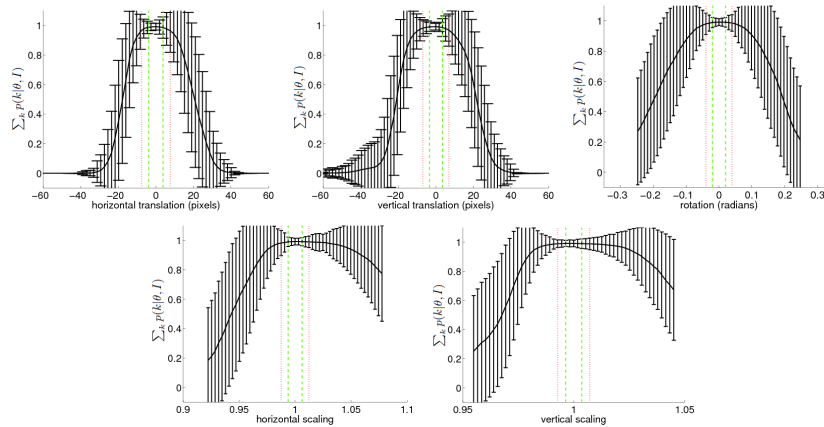 ∑ₖ p(k|θ, I)
1
0.8
0.6
0.4
0.2
0
−60 −40 −20 0 20 40 60
horizontal translation (pixels)
∑ₖ p(k|θ, I)
1
0.8
0.6
0.4
0.2
0
−60 −40 −20 0 20 40 60
vertical translation (pixels)
∑ₖ p(k|θ, I)
1
0.8
0.6
0.4
0.2
0
−0.3 −0.2 −0.1 0 0.1 0.2 0.3
rotation (radians)
∑ₖ p(k|θ, I)
1
0.8
0.6
0.4
0.2
0
0.9 0.95 1 1.05 1.1
horizontal scaling
∑ₖ p(k|θ, I)
1
0.8
0.6
0.4
0.2
0
0.95 1 1.05
vertical scaling